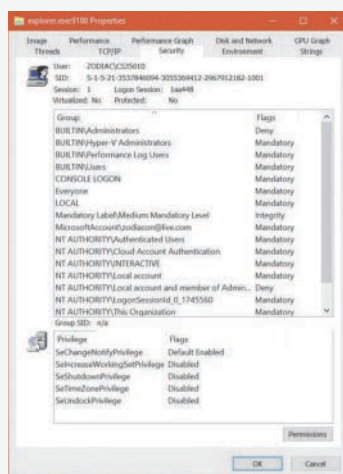 explorer.exe:9100 Properties
Image Performance Performance Graph Disk and Network GPU Graph
Threads TCP/IP Security Environment Strings
User: ZODIAC\CS35010
SID: S-1-5-21-3537846094-3055369412-2967912182-1001
Session: 1 Logon Session: 1aa448
Virtualized: No Protected: No
Group Flags
BUILTIN\Administrators Deny
BUILTIN\Hyper-V Administrators Mandatory
BUILTIN\Performance Log Users Mandatory
BUILTIN\Users Mandatory
CONSOLE LOGON Mandatory
Everyone Mandatory
LOCAL Mandatory
Mandatory Label\Medium Mandatory Level Integrity
MicrosoftAccount\zodiacon@live.com Mandatory
NT AUTHORITY\Authenticated Users Mandatory
NT AUTHORITY\Cloud Account Authentication Mandatory
NT AUTHORITY\INTERACTIVE Mandatory
NT AUTHORITY\Local account Mandatory
NT AUTHORITY\Local account and member of Admin... Deny
NT AUTHORITY\LogonSessionId_0_1745560 Mandatory
NT AUTHORITY\This Organization Mandatory
Group SID: n/a
Privilege Flags
SeChangeNotifyPrivilege Default Enabled
SeIncreaseWorkingSetPrivilege Disabled
SeShutdownPrivilege Disabled
SeTimeZonePrivilege Disabled
SeUndockPrivilege Disabled
Permissions
OK Cancel